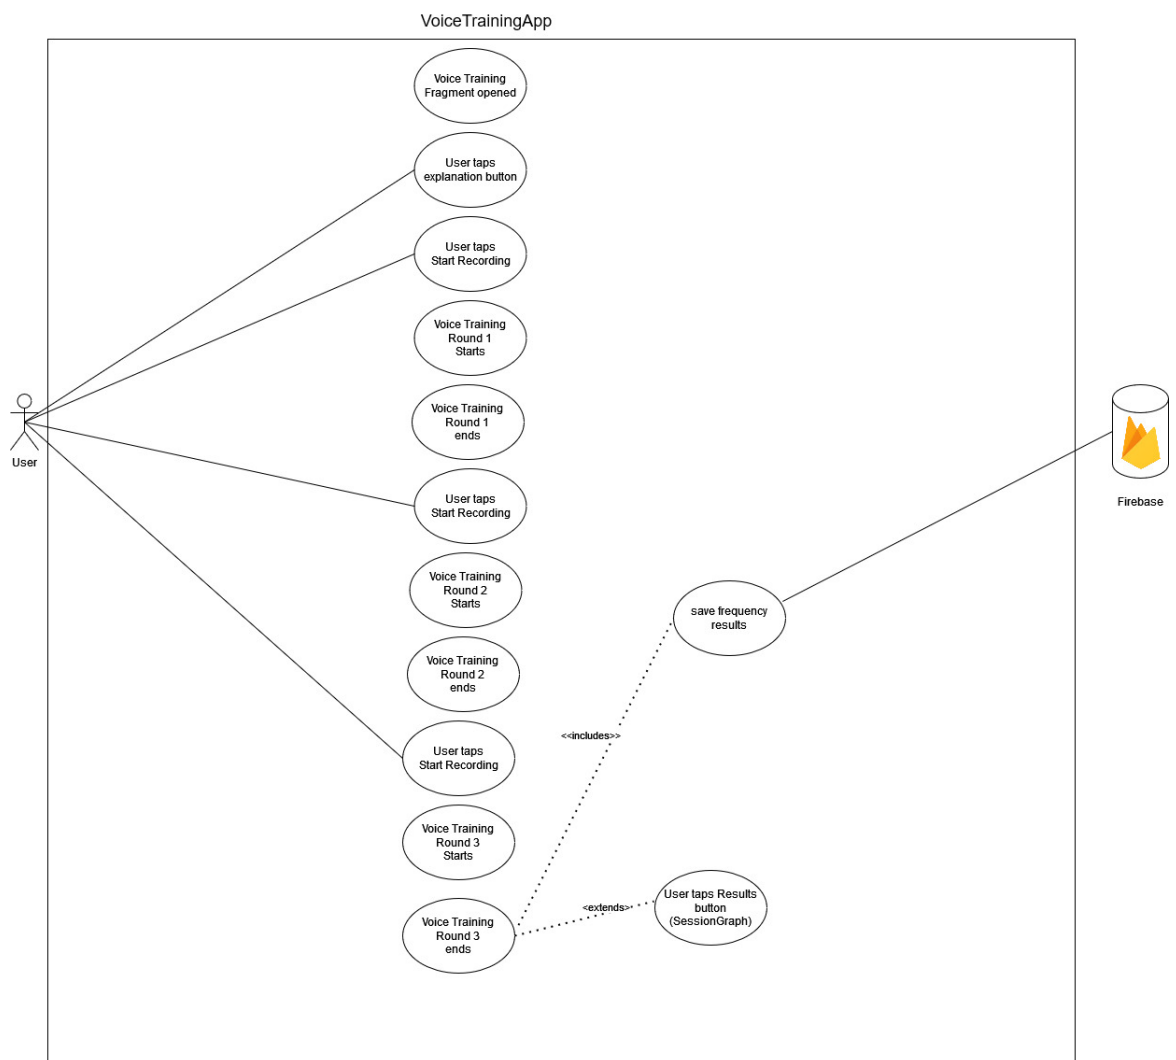 VoiceTrainingApp
Voice Training
Fragment opened
User taps
explanation button
User taps
Start Recording
Voice Training
Round 1
Starts
User
Voice Training
Round 1
ends
Firebase
User taps
Start Recording
Voice Training
Round 2
Starts
save frequency
results
Voice Training
Round 2
ends
<<includes>>
User taps
Start Recording
Voice Training
Round 3
Starts
<extends>
User taps Results
button
(SessionGraph)
Voice Training
Round 3
ends